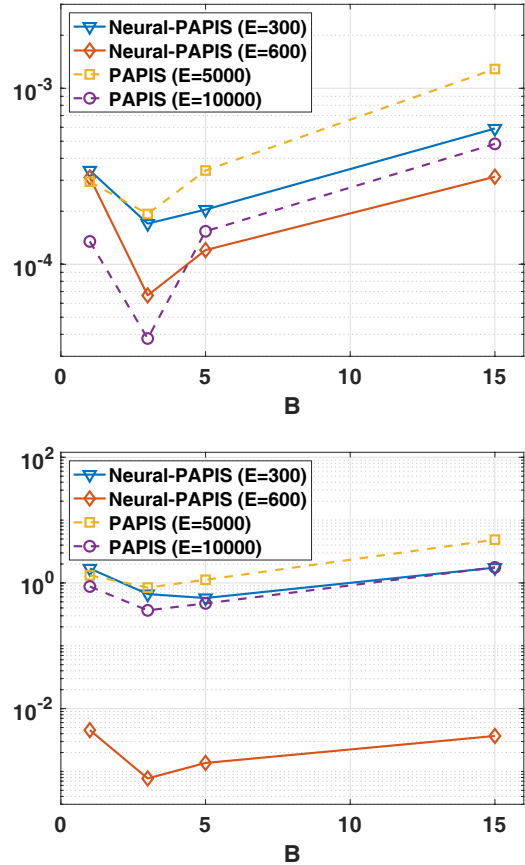 Neural-PAPIS (E=300)
Neural-PAPIS (E=600)
PAPIS (E=5000)
PAPIS (E=10000)
10^-3
10^-4
0 5 10 15
B
Neural-PAPIS (E=300)
Neural-PAPIS (E=600)
PAPIS (E=5000)
PAPIS (E=10000)
10^2
10^0
10^-2
0 5 10 15
B